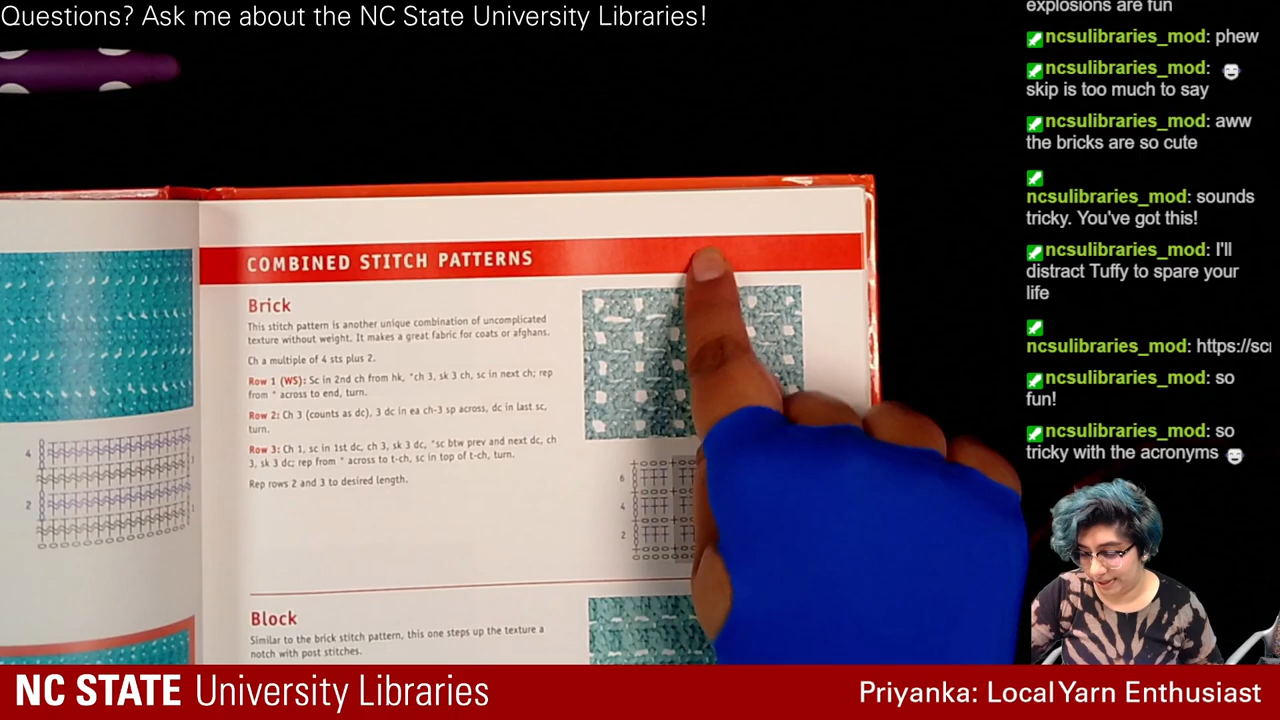 Questions? Ask me about the NC State University Libraries!
explosions are fun
ncsulibraries_mod: phew
ncsulibraries_mod:
skip is too much to say
ncsulibraries_mod: aww
the bricks are so cute
ncsulibraries_mod: sounds
tricky. You've got this!
ncsulibraries_mod: I'll
distract Tuffy to spare your
life
ncsulibraries_mod: https://sc
ncsulibraries_mod: so
fun!
ncsulibraries_mod: so
tricky with the acronyms
COMBINED STITCH PATTERNS
Brick
This stitch pattern is another unique combination of uncomplicated
texture without weight. It makes a great fabric for coats or afghans.
Ch a multiple of 4 sts plus 2.
Row 1 (WS): Sc in 2nd ch from hk, *ch 3, sk 3 ch, sc in next ch; rep
from * across to end, turn.
Row 2: Ch 3 (counts as dc), 3 dc in ea ch-3 sp across, dc in last sc,
turn.
Row 3: Ch 1, sc in 1st dc, ch 3, sk 3 dc, *sc btw prev and next dc, ch
3, sk 3 dc; rep from * across to t-ch, sc in top of t-ch, turn.
Rep rows 2 and 3 to desired length.
6
4
2
4
2
Block
Similar to the brick stitch pattern, this one steps up the texture a
notch with post stitches.
NC STATE University Libraries
Priyanka: Local Yarn Enthusiast